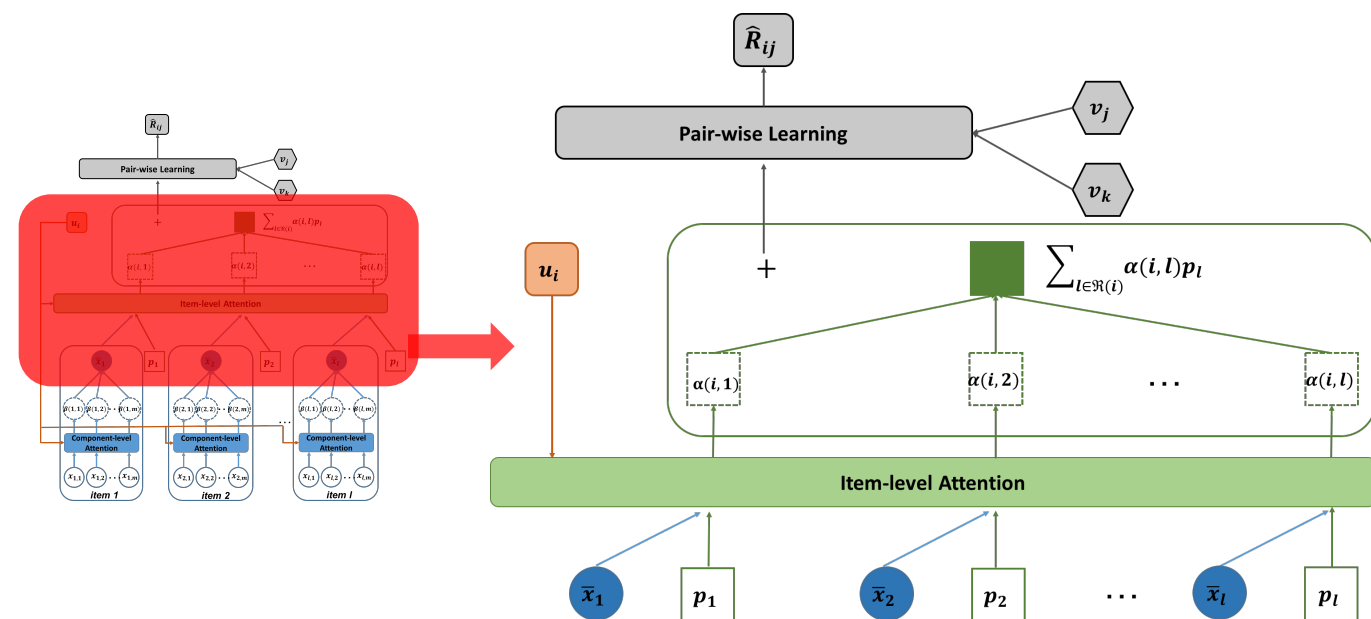 R̂ᵢⱼ
Pair-wise Learning
vⱼ
vₖ
uᵢ
+
∑_{l∈ℜ(i)} α(i,l)pₗ
α(i,1)
α(i,2)
...
α(i,l)
Item-level Attention
x̄₁
p₁
x̄₂
p₂
x̄ₗ
pₗ
β(1,1)
β(1,2)
..
β(1,m)
β(2,1)
β(2,2)
..
β(2,m)
...
β(l,1)
β(l,2)
..
β(l,m)
Component-level
Attention
Component-level
Attention
Component-level
Attention
x₁,₁
x₁,₂
..
x₁,ₘ
x₂,₁
x₂,₂
..
x₂,ₘ
xₗ,₁
xₗ,₂
..
xₗ,ₘ
item 1
item 2
item l
R̂ᵢⱼ
Pair-wise Learning
vⱼ
vₖ
uᵢ
+
∑_{l∈ℜ(i)} α(i,l)pₗ
α(i,1)
α(i,2)
...
α(i,l)
Item-level Attention
x̄₁
p₁
x̄₂
p₂
...
x̄ₗ
pₗ